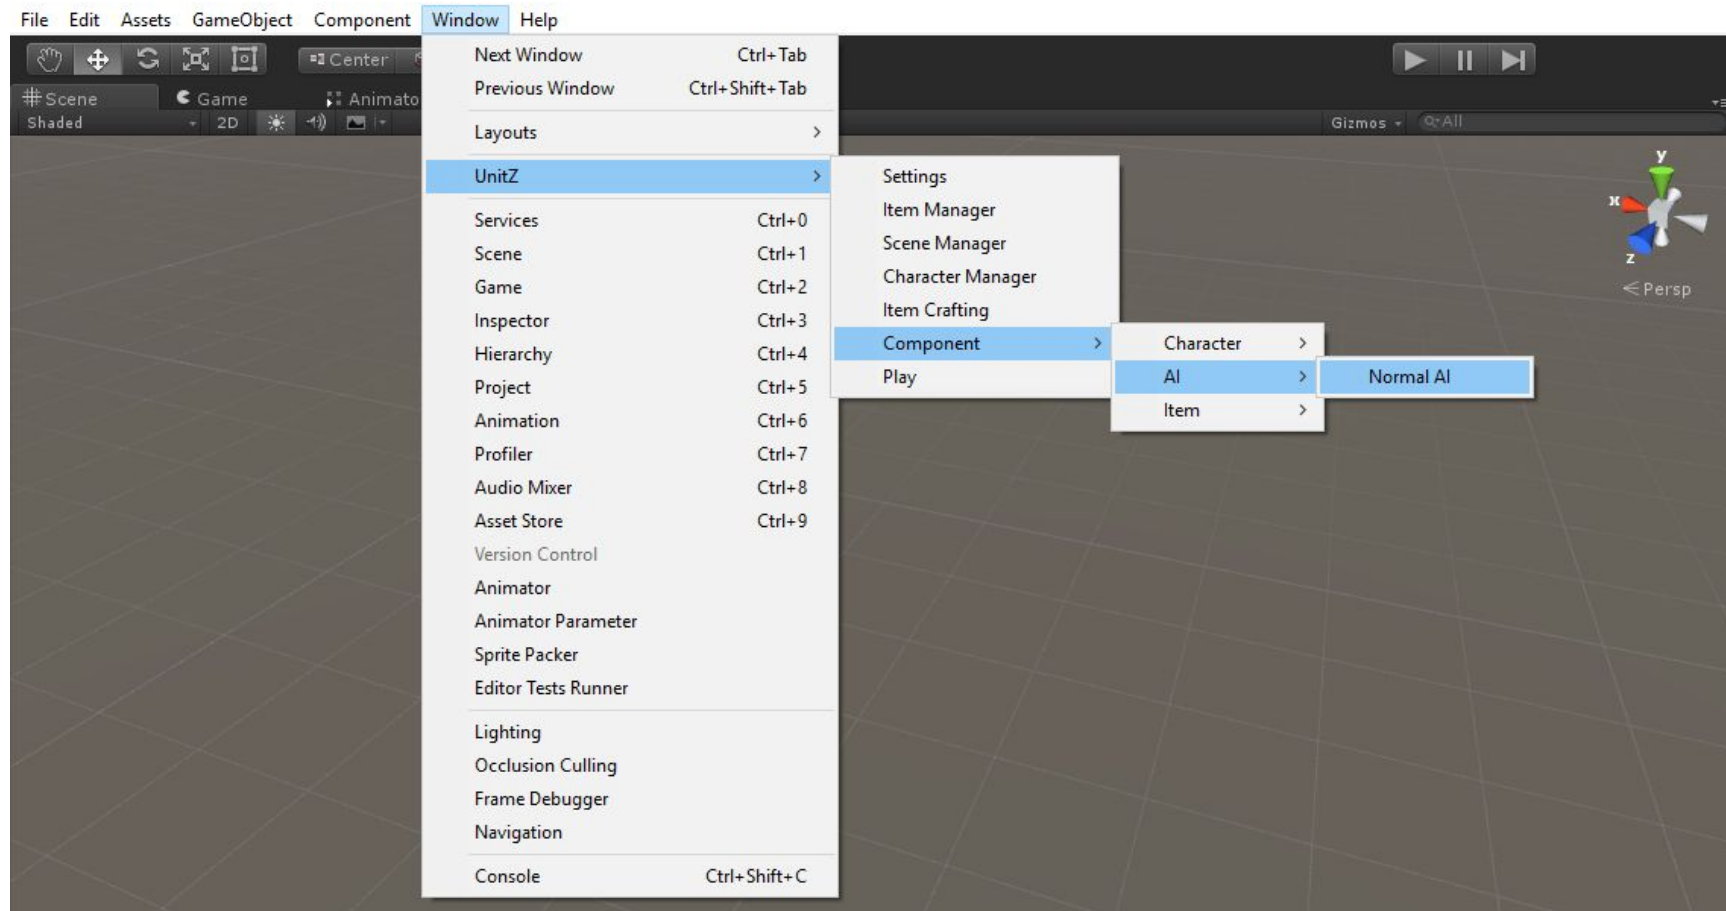 File Edit Assets GameObject Component Window Help
Center
Scene Game Animato
Shaded 2D
Gizmos All
Next Window Ctrl+Tab
Previous Window Ctrl+Shift+Tab
Layouts
UnitZ
Services Ctrl+0
Scene Ctrl+1
Game Ctrl+2
Inspector Ctrl+3
Hierarchy Ctrl+4
Project Ctrl+5
Animation Ctrl+6
Profiler Ctrl+7
Audio Mixer Ctrl+8
Asset Store Ctrl+9
Version Control
Animator
Animator Parameter
Sprite Packer
Editor Tests Runner
Lighting
Occlusion Culling
Frame Debugger
Navigation
Console Ctrl+Shift+C
Settings
Item Manager
Scene Manager
Character Manager
Item Crafting
Component
Play
Character
AI
Item
Normal AI
y
x
z
Persp